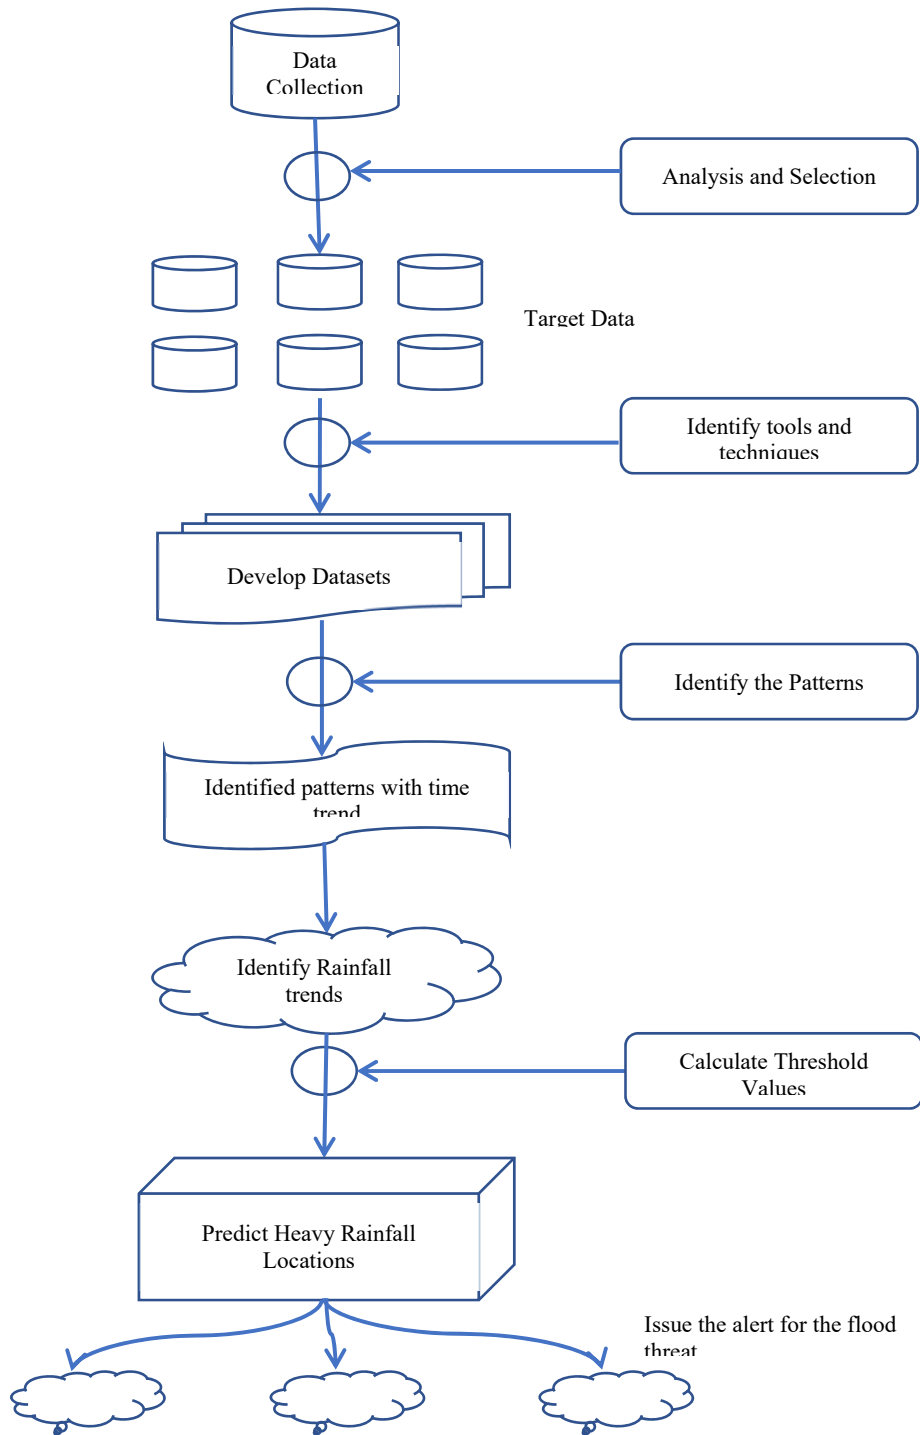 Data
Collection
Analysis and Selection
Target Data
Identify tools and
techniques
Develop Datasets
Identify the Patterns
Identified patterns with time
trend
Identify Rainfall
trends
Calculate Threshold
Values
Predict Heavy Rainfall
Locations
Issue the alert for the flood
threat